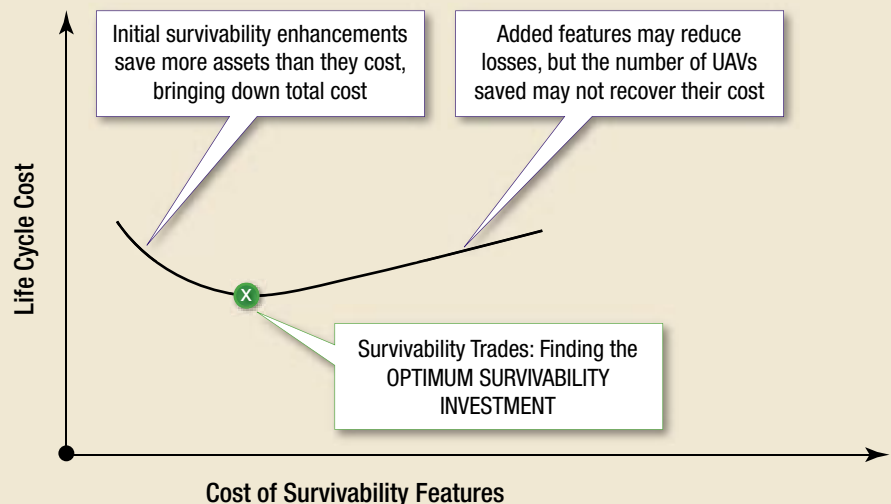 Initial survivability enhancements
save more assets than they cost,
bringing down total cost
Added features may reduce
losses, but the number of UAVs
saved may not recover their cost
Life Cycle Cost
X
Survivability Trades: Finding the
OPTIMUM SURVIVABILITY
INVESTMENT
Cost of Survivability Features